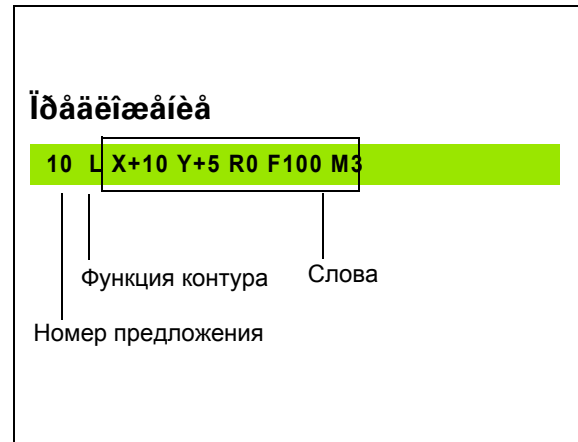 Ïðåäëîæåíèå
10 L X+10 Y+5 R0 F100 M3
Функция контура Слова
Номер предложения